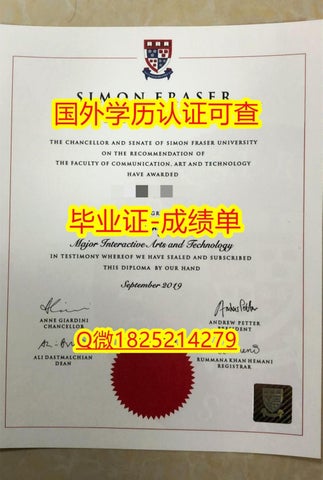 SIMON FRASER
国外学历认证可查
THE CHANCELLOR AND SENATE OF SIMON FRASER UNIVERSITY
ON THE RECOMMENDATION OF
THE FACULTY OF COMMUNICATION, ART AND TECHNOLOGY
HAVE AWARDED
毕业证-成绩单
Major Interactive Arts and Technology
IN TESTIMONY WHEREOF WE HAVE SEALED AND SUBSCRIBED
THIS DIPLOMA BY OUR HAND
September 2019
ANNE GIARDINI
CHANCELLOR
ANDREW PETTER
PRESIDENT
Q微1825214279
ALI DASTMALCHIAN
DEAN
RUMMANA KHAN HEMANI
REGISTRAR